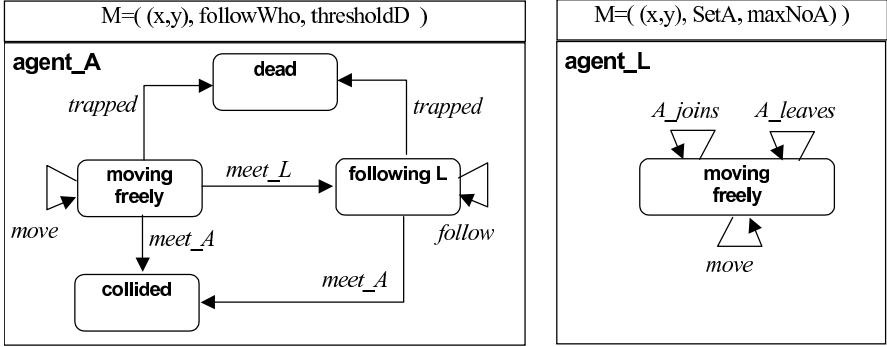 M=( (x,y), followWho, thresholdD )
agent_A
dead
trapped
trapped
moving
freely
meet_L
following L
move
follow
meet_A
meet_A
collided
M=( (x,y), SetA, maxNoA) )
agent_L
A_joins
A_leaves
moving
freely
move